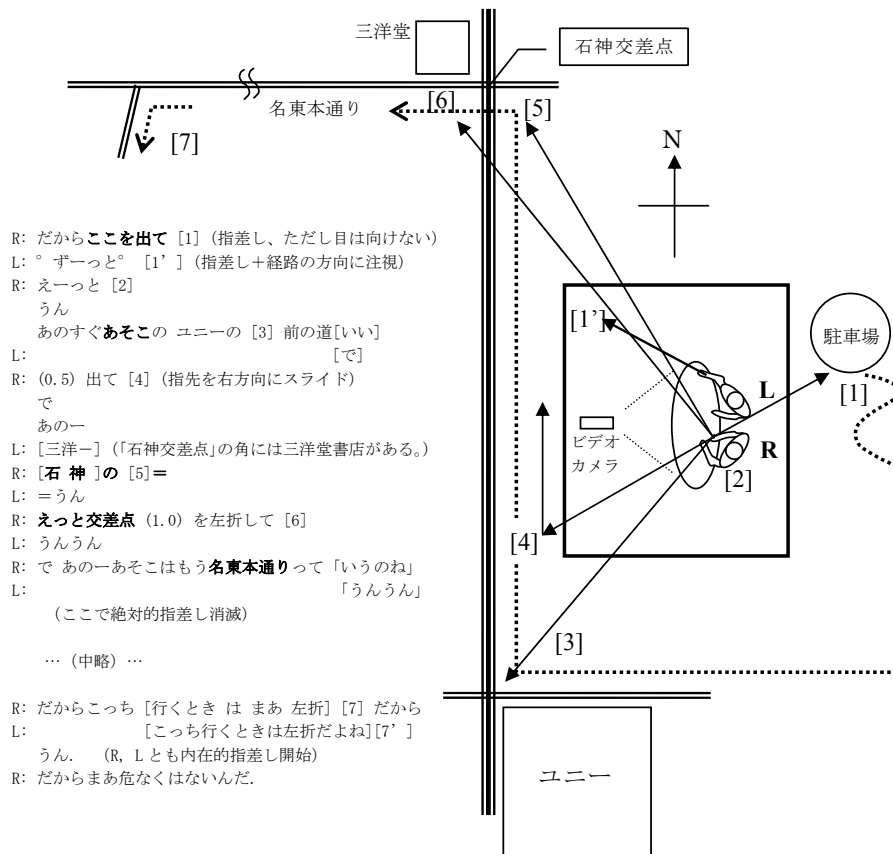 三洋堂
石神交差点
[6]
[5]
名東本通り
[7]
N
R: だからここを出て [1] (指差し、ただし目は向けない)
L: °ずーっと° [1’] (指差し＋経路の方向に注視)
R: えーっと [2]
うん
あのすぐあそこの ユニーの [3] 前の道[いい]
L: [で]
R: (0.5) 出て [4] (指先を右方向にスライド)
で
あのー
L: [三洋ー] (「石神交差点」の角には三洋堂書店がある。)
R: [石 神 ]の [5]＝
L: ＝うん
R: えっと交差点 (1.0) を左折して [6]
L: うんうん
R: で あのーあそこはもう名東本通りって「いうのね」
L: 「うんうん」
(ここで絶対的指差し消滅)
… (中略) …
R: だからこっち [行くとき は まあ 左折] [7] だから
L: [こっち行くときは左折だよね][7’]
うん. (R, L とも内在的指差し開始)
R: だからまあ危なくはないんだ.
[1’]
駐車場
[1]
L
ビデオ
カメラ
R
[2]
[4]
[3]
ユニー